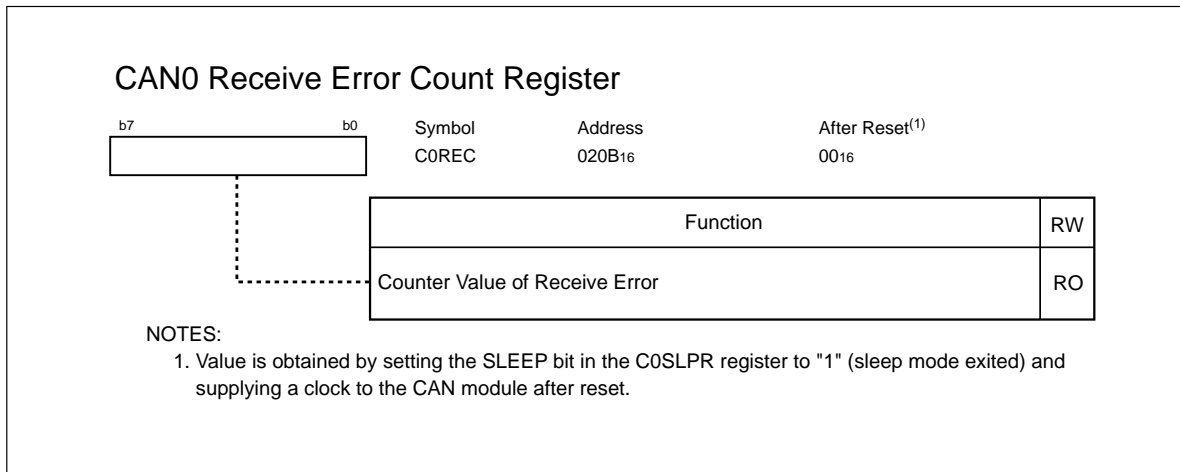 CAN0 Receive Error Count Register
b7 b0 Symbol Address After Reset(1)
C0REC 020B16 0016
Function RW
Counter Value of Receive Error RO
NOTES:
1. Value is obtained by setting the SLEEP bit in the C0SLPR register to "1" (sleep mode exited) and
supplying a clock to the CAN module after reset.